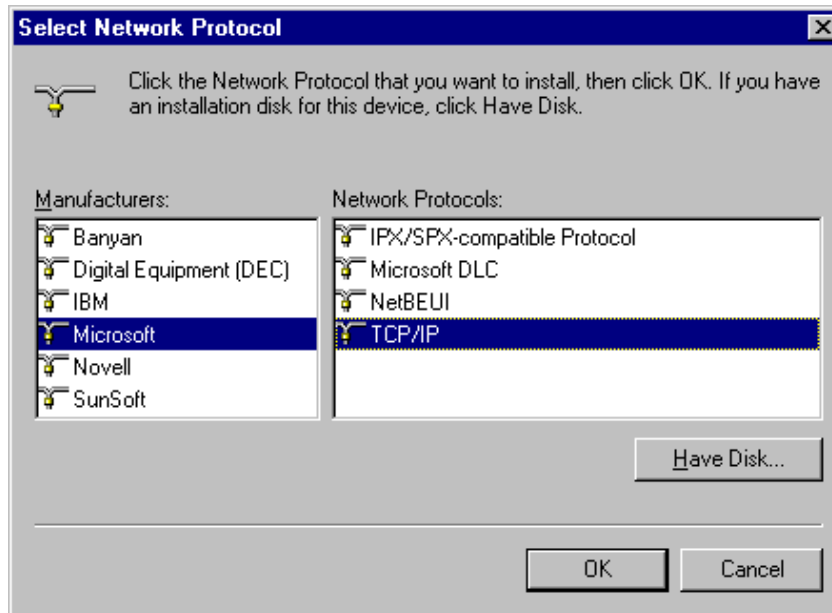 Select Network Protocol
Click the Network Protocol that you want to install, then click OK. If you have
an installation disk for this device, click Have Disk.
Manufacturers:
Banyan
Digital Equipment (DEC)
IBM
Microsoft
Novell
SunSoft
Network Protocols:
IPX/SPX-compatible Protocol
Microsoft DLC
NetBEUI
TCP/IP
Have Disk...
OK
Cancel